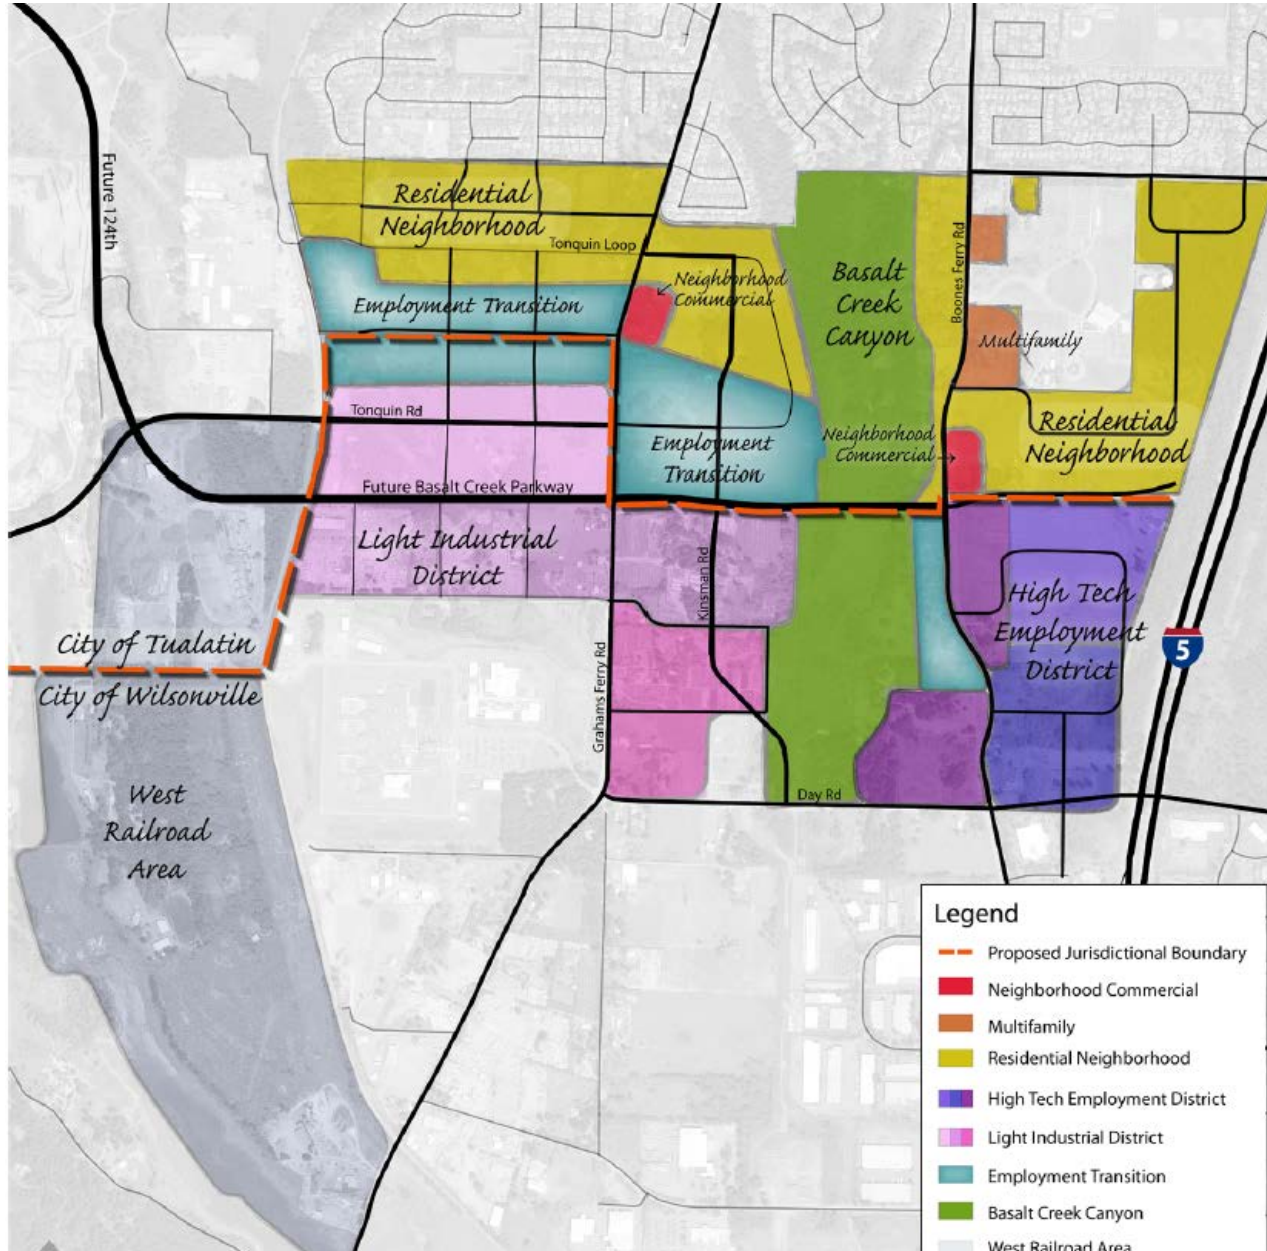 Future 124th
Residential
Neighborhood
Tonquin Loop
Employment Transition
Neighborhood
Commercial
Basalt
Creek
Canyon
Boones Ferry Rd
Multifamily
Tonquin Rd
Employment
Transition
Neighborhood
Commercial
Residential
Neighborhood
Future Basalt Creek Parkway
Light Industrial
District
Kinsman Rd
High Tech
Employment
District
5
City of Tualatin
City of Wilsonville
Grahams Ferry Rd
West
Railroad
Area
Day Rd
Legend
Proposed Jurisdictional Boundary
Neighborhood Commercial
Multifamily
Residential Neighborhood
High Tech Employment District
Light Industrial District
Employment Transition
Basalt Creek Canyon
West Railroad Area